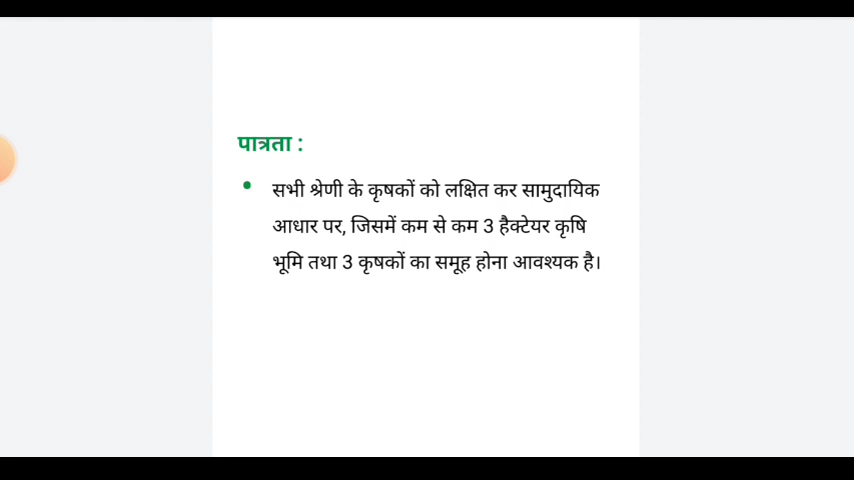 पात्रता :
सभी श्रेणी के कृषकों को लक्षित कर सामुदायिक
आधार पर, जिसमें कम से कम 3 हैक्टेयर कृषि
भूमि तथा 3 कृषकों का समूह होना आवश्यक है।